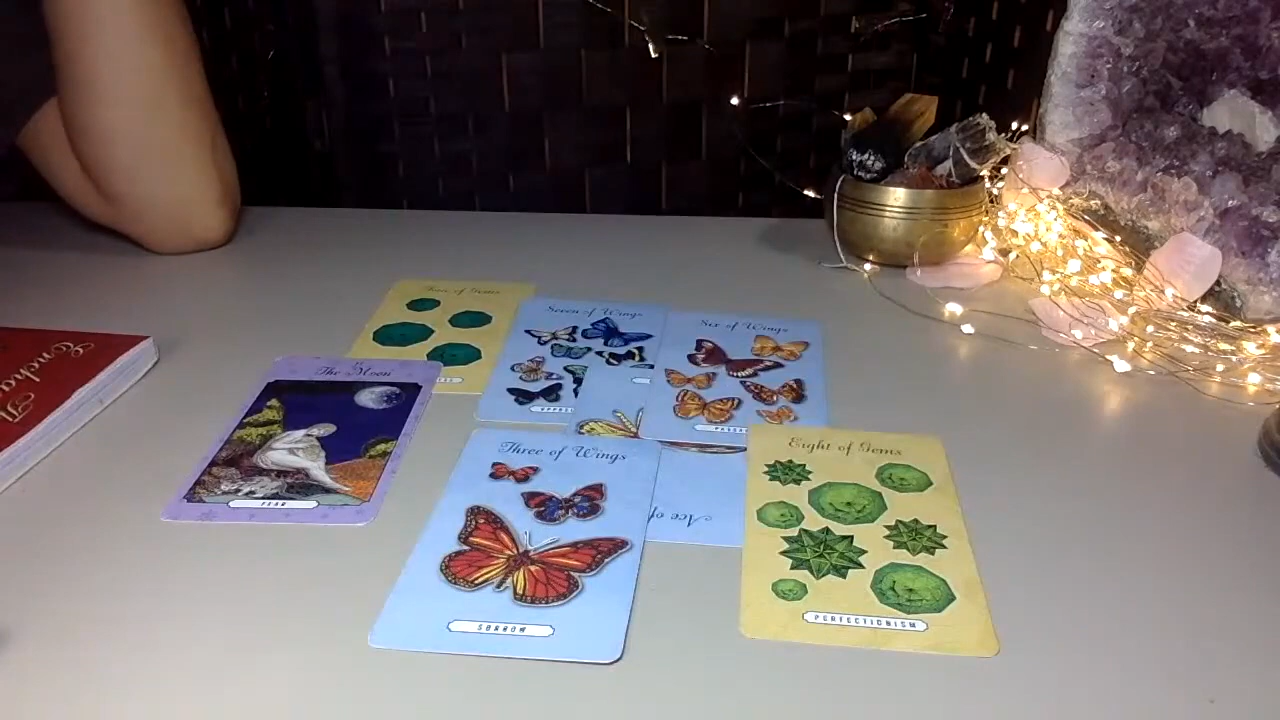 of Gems
Seven of Wings
Six of Wings
The Moon
FEAR
Three of Wings
SORROW
Ace of
Eight of Gems
PERFECTIONISM
Encha